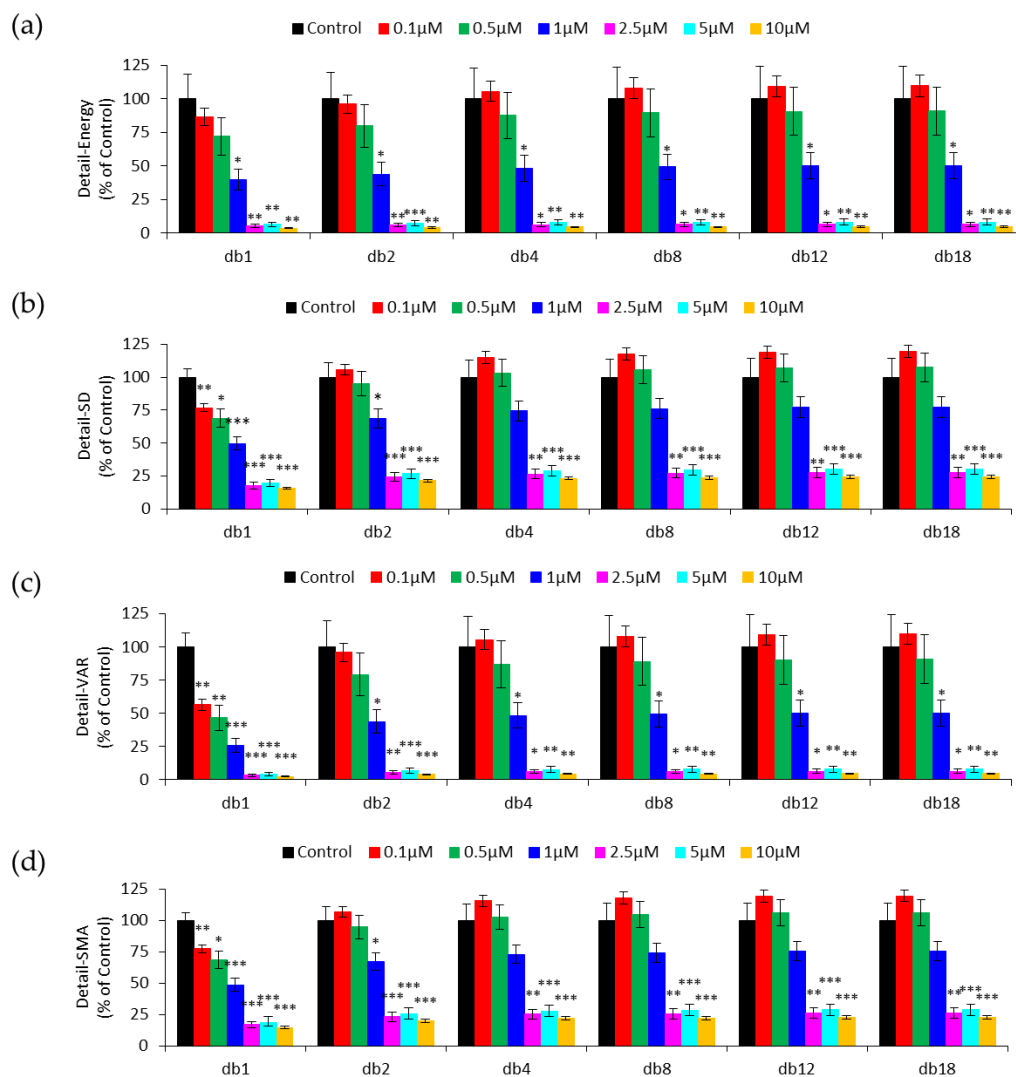 (a)
Control 0.1µM 0.5µM 1µM 2.5µM 5µM 10µM
Detail-Energy
(% of Control)
125
100
75
50
25
0
* ** ** **
* ** *** **
* * ** **
* * ** **
* * ** **
* * ** **
db1 db2 db4 db8 db12 db18
(b)
Control 0.1µM 0.5µM 1µM 2.5µM 5µM 10µM
Detail-SD
(% of Control)
125
100
75
50
25
0
** * *** *** *** ***
* *** *** ***
** *** ***
** *** ***
** *** ***
** *** ***
db1 db2 db4 db8 db12 db18
(c)
Control 0.1µM 0.5µM 1µM 2.5µM 5µM 10µM
Detail-VAR
(% of Control)
125
100
75
50
25
0
** ** *** *** *** ***
* ** *** **
* * ** **
* * ** **
* * ** **
* * ** **
db1 db2 db4 db8 db12 db18
(d)
Control 0.1µM 0.5µM 1µM 2.5µM 5µM 10µM
Detail-SMA
(% of Control)
125
100
75
50
25
0
** * *** *** *** ***
* *** *** ***
** *** ***
** *** ***
** *** ***
** *** ***
db1 db2 db4 db8 db12 db18